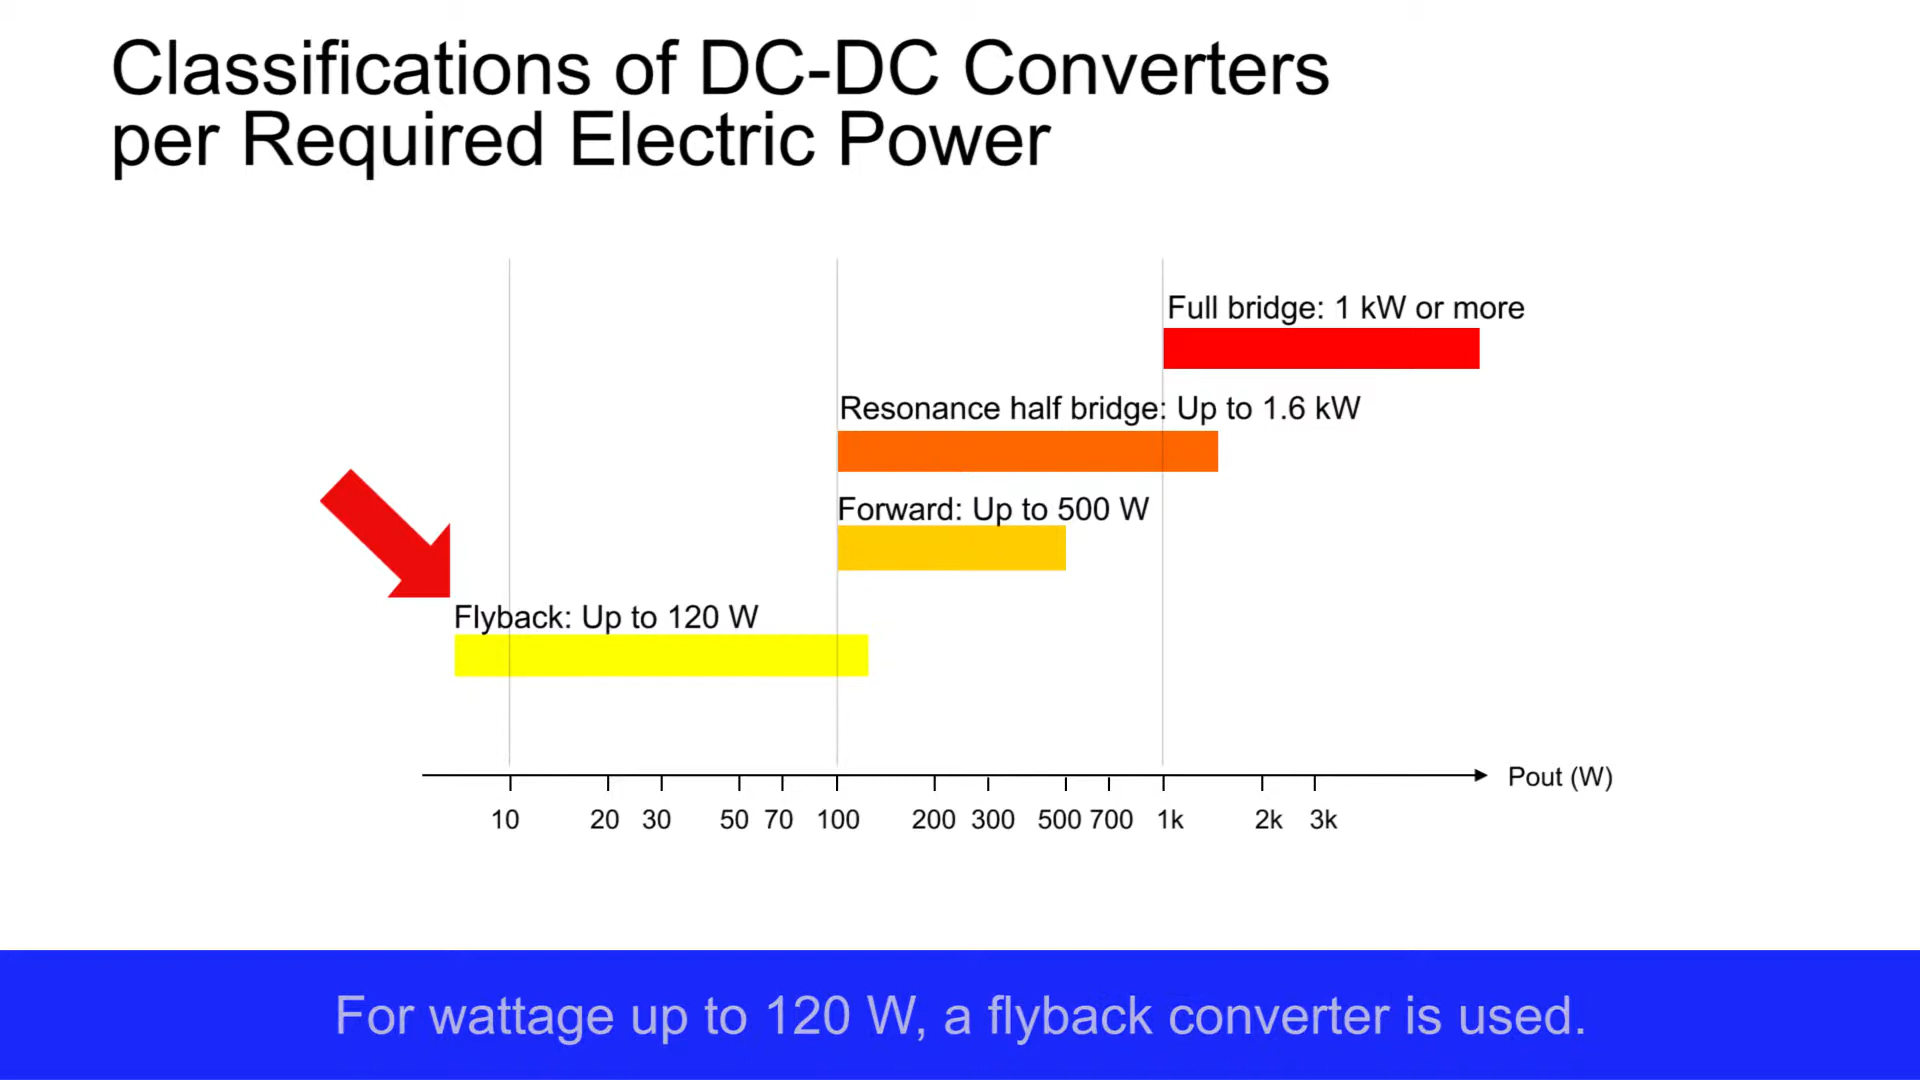 Classifications of DC-DC Converters
per Required Electric Power
Full bridge: 1 kW or more
Resonance half bridge: Up to 1.6 kW
Forward: Up to 500 W
Flyback: Up to 120 W
Pout (W)
10 20 30 50 70 100 200 300 500 700 1k 2k 3k
For wattage up to 120 W, a flyback converter is used.